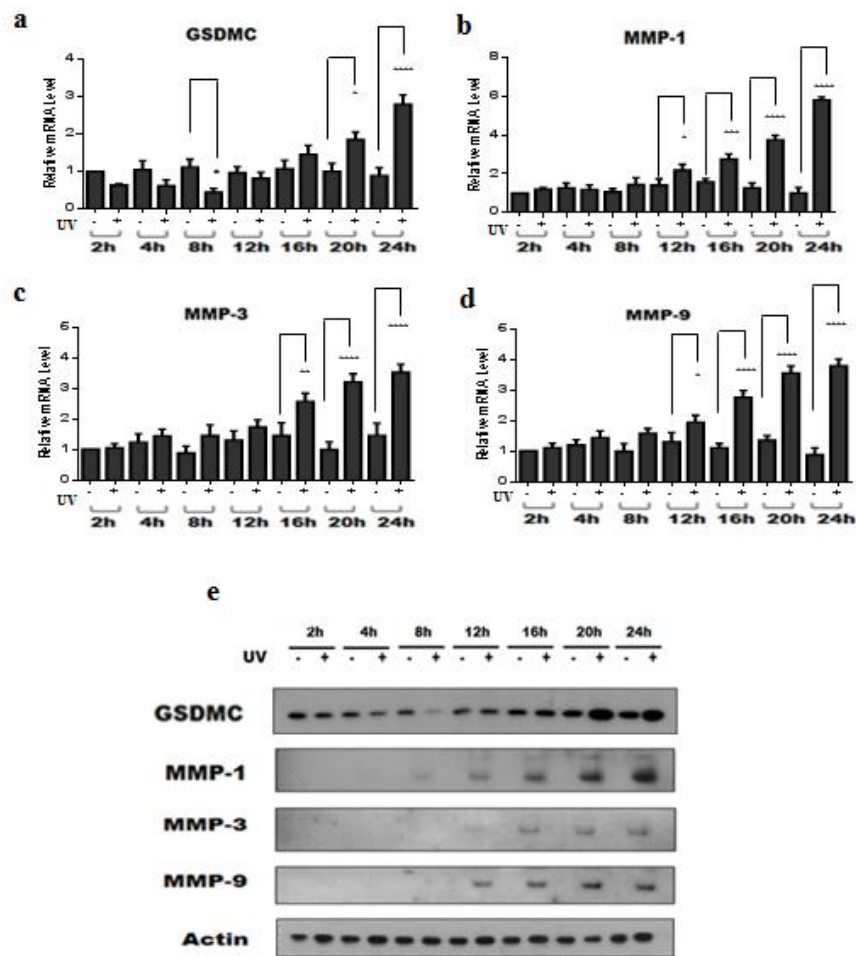 a
GSDMC
Relative mRNA Level
4
3
2
1
0
UV - + - + - + - + - + - + - +
2h 4h 8h 12h 16h 20h 24h
b
MMP-1
Relative mRNA Level
8
6
4
2
0
UV - + - + - + - + - + - + - +
2h 4h 8h 12h 16h 20h 24h
c
MMP-3
Relative mRNA Level
6
5
4
3
2
1
0
UV - + - + - + - + - + - + - +
2h 4h 8h 12h 16h 20h 24h
d
MMP-9
Relative mRNA Level
6
5
4
3
2
1
0
UV - + - + - + - + - + - + - +
2h 4h 8h 12h 16h 20h 24h
e
2h 4h 8h 12h 16h 20h 24h
UV - + - + - + - + - + - + - +
GSDMC
MMP-1
MMP-3
MMP-9
Actin